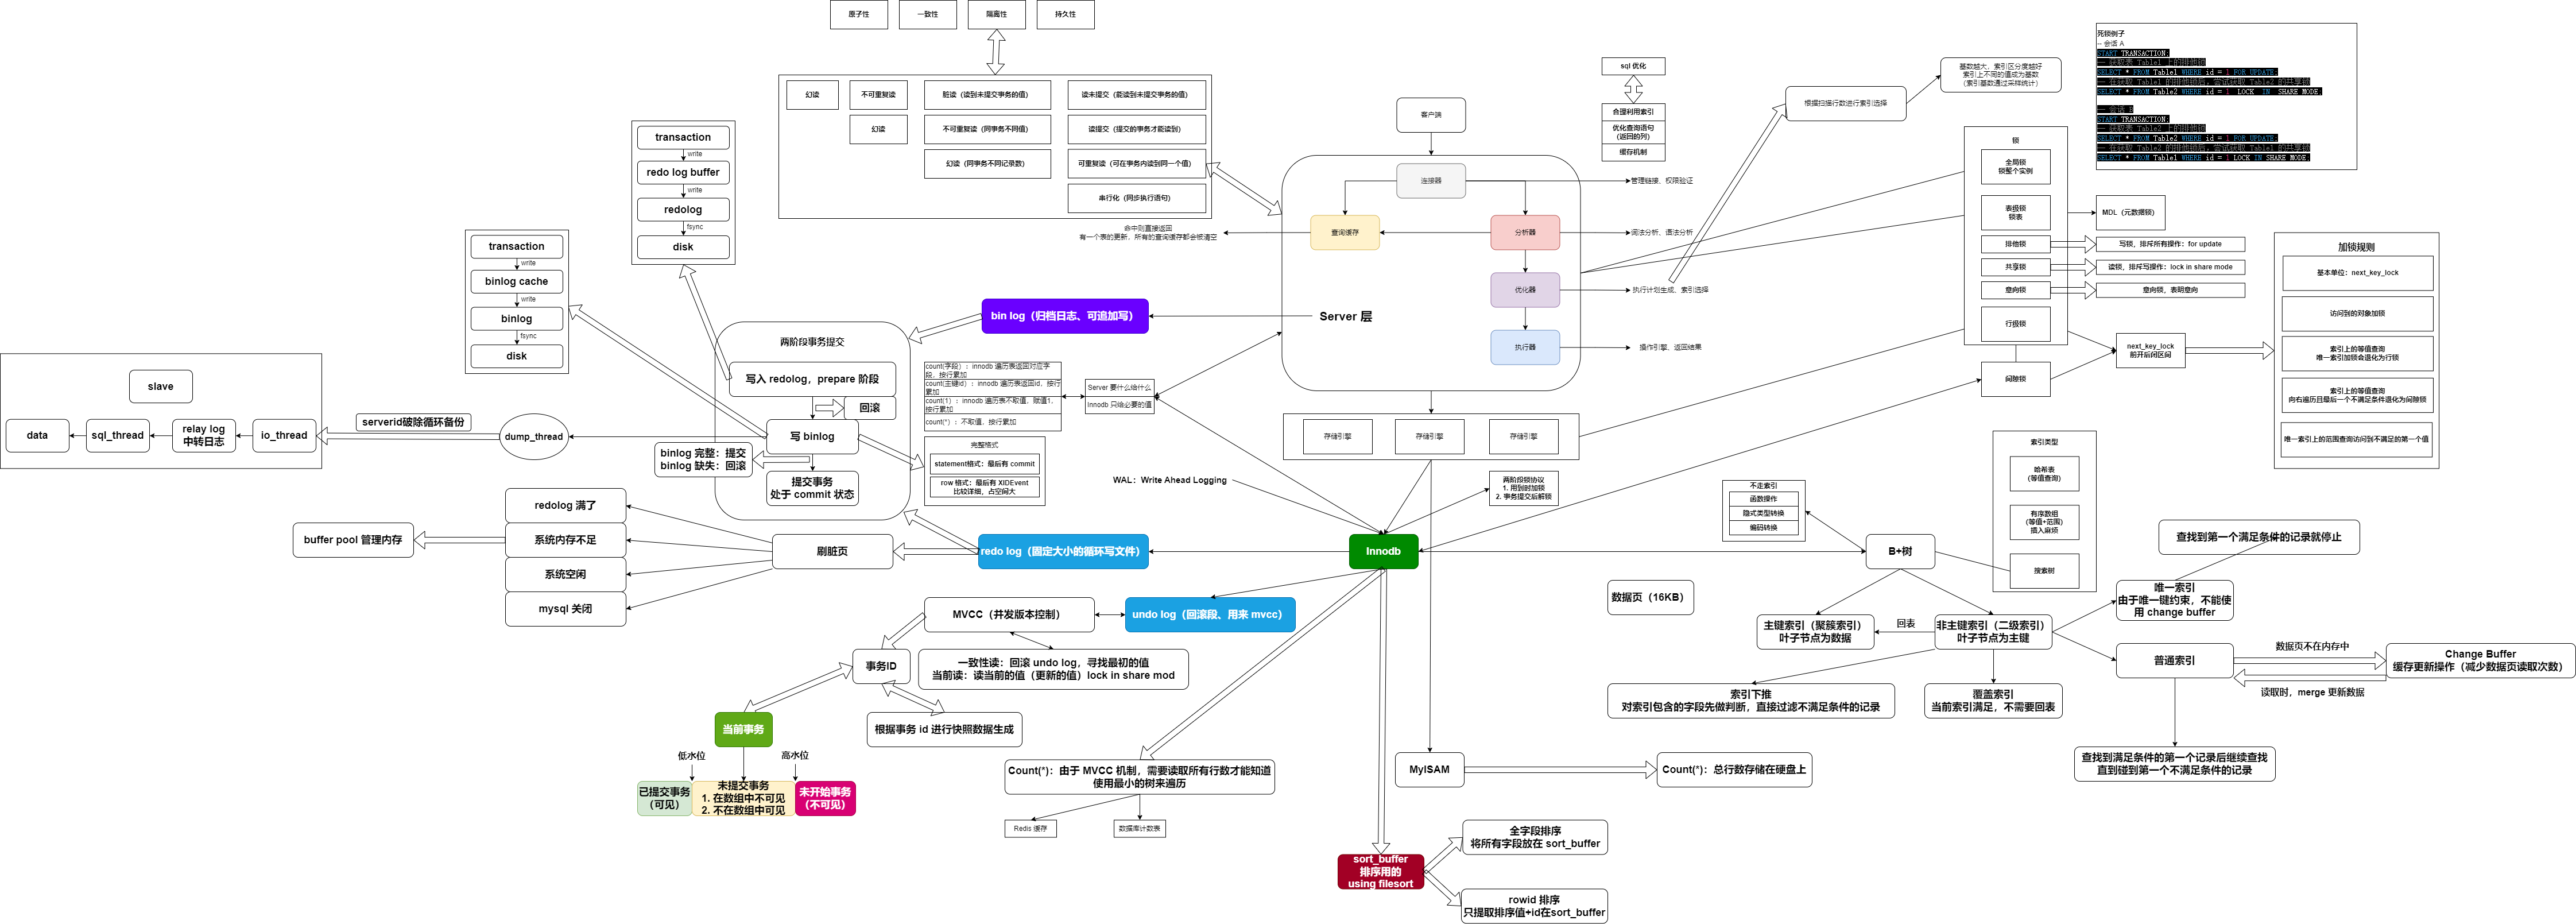 原子性
一致性
隔离性
持久性
幻读
不可重复读
脏读（读到未提交事务的值）
读未提交（能读到未提交事务的值）
幻读
不可重复读（同事务不同值）
读提交（提交的事务才能读到）
幻读（同事务不同记录数）
可重复读（可在事务内读到同一个值）
串行化（同步执行语句）
sql 优化
合理利用索引
优化查询语句
（返回的列）
缓存机制
根据扫描行数进行索引选择
基数越大，索引区分度越好
索引上不同的值成为基数
（索引基数通过采样统计）
死锁例子
-- 会话 A
START TRANSACTION;
-- 获取表 Table1 上的排他锁
SELECT * FROM Table1 WHERE id = 1 FOR UPDATE;
-- 在获取 Table1 的排他锁后，尝试获取 Table2 的共享锁
SELECT * FROM Table2 WHERE id = 1 LOCK IN SHARE MODE;
-- 会话 B
START TRANSACTION;
-- 获取表 Table2 上的排他锁
SELECT * FROM Table2 WHERE id = 1 FOR UPDATE;
-- 在获取 Table2 的排他锁后，尝试获取 Table1 的共享锁
SELECT * FROM Table1 WHERE id = 1 LOCK IN SHARE MODE;
客户端
连接器
管理链接、权限验证
查询缓存
命中则直接返回
有一个表的更新，所有的查询缓存都会被清空
分析器
词法分析、语法分析
优化器
执行计划生成、索引选择
执行器
操作引擎、返回结果
Server 层
存储引擎
存储引擎
存储引擎
锁
全局锁
锁整个实例
表级锁
锁表
MDL（元数据锁）
排他锁
写锁，排斥所有操作：for update
共享锁
读锁，排斥写操作：lock in share mode
意向锁
意向锁，表明意向
行级锁
间隙锁
next_key_lock
前开后闭区间
加锁规则
基本单位：next_key_lock
访问到的对象加锁
索引上的等值查询
唯一索引加锁会退化为行锁
索引上的等值查询
向右遍历且最后一个不满足条件退化为间隙锁
唯一索引上的范围查询访问到不满足的第一个值
transaction
write
redo log buffer
write
redolog
fsync
disk
transaction
write
binlog cache
write
binlog
fsync
disk
bin log（归档日志、可追加写）
两阶段事务提交
写入 redolog，prepare 阶段
回滚
写 binlog
binlog 完整：提交
binlog 缺失：回滚
提交事务
处于 commit 状态
count(字段）：innodb 遍历表返回对应字
段，按行累加
count(主键id）：innodb 遍历表返回id，按行
累加
count(1）：innodb 遍历表不取值，赋值1，
按行累加
count(*）：不取值，按行累加
Server 要什么给什么
Innodb 只给必要的值
完整格式
statement格式：最后有 commit
row 格式：最后有 XIDEvent
比较详细，占空间大
slave
data
sql_thread
relay log
中转日志
io_thread
serverid破除循环备份
dump_thread
WAL：Write Ahead Logging
两阶段锁协议
1. 用到时加锁
2. 事务提交后解锁
redolog 满了
系统内存不足
系统空闲
mysql 关闭
buffer pool 管理内存
刷脏页
redo log（固定大小的循环写文件）
Innodb
不走索引
函数操作
隐式类型转换
编码转换
B+树
索引类型
哈希表
（等值查询）
有序数组
（等值+范围）
插入麻烦
搜索树
查找到第一个满足条件的记录就停止
数据页（16KB）
主键索引（聚簇索引）
叶子节点为数据
回表
非主键索引（二级索引）
叶子节点为主键
唯一索引
由于唯一键约束，不能使
用 change buffer
普通索引
数据页不在内存中
读取时，merge 更新数据
Change Buffer
缓存更新操作（减少数据页读取次数）
索引下推
对索引包含的字段先做判断，直接过滤不满足条件的记录
覆盖索引
当前索引满足，不需要回表
查找到满足条件的第一个记录后继续查找
直到碰到第一个不满足条件的记录
MVCC（并发版本控制）
undo log（回滚段、用来 mvcc）
一致性读：回滚 undo log，寻找最初的值
当前读：读当前的值（更新的值）lock in share mod
事务ID
根据事务 id 进行快照数据生成
当前事务
低水位
高水位
已提交事务
（可见）
未提交事务
1. 在数组中不可见
2. 不在数组中可见
未开始事务
（不可见）
Count(*)：由于 MVCC 机制，需要读取所有行数才能知道
使用最小的树来遍历
Redis 缓存
数据库计数表
MyISAM
Count(*)：总行数存储在硬盘上
sort_buffer
排序用的
using filesort
全字段排序
将所有字段放在 sort_buffer
rowid 排序
只提取排序值+id在sort_buffer